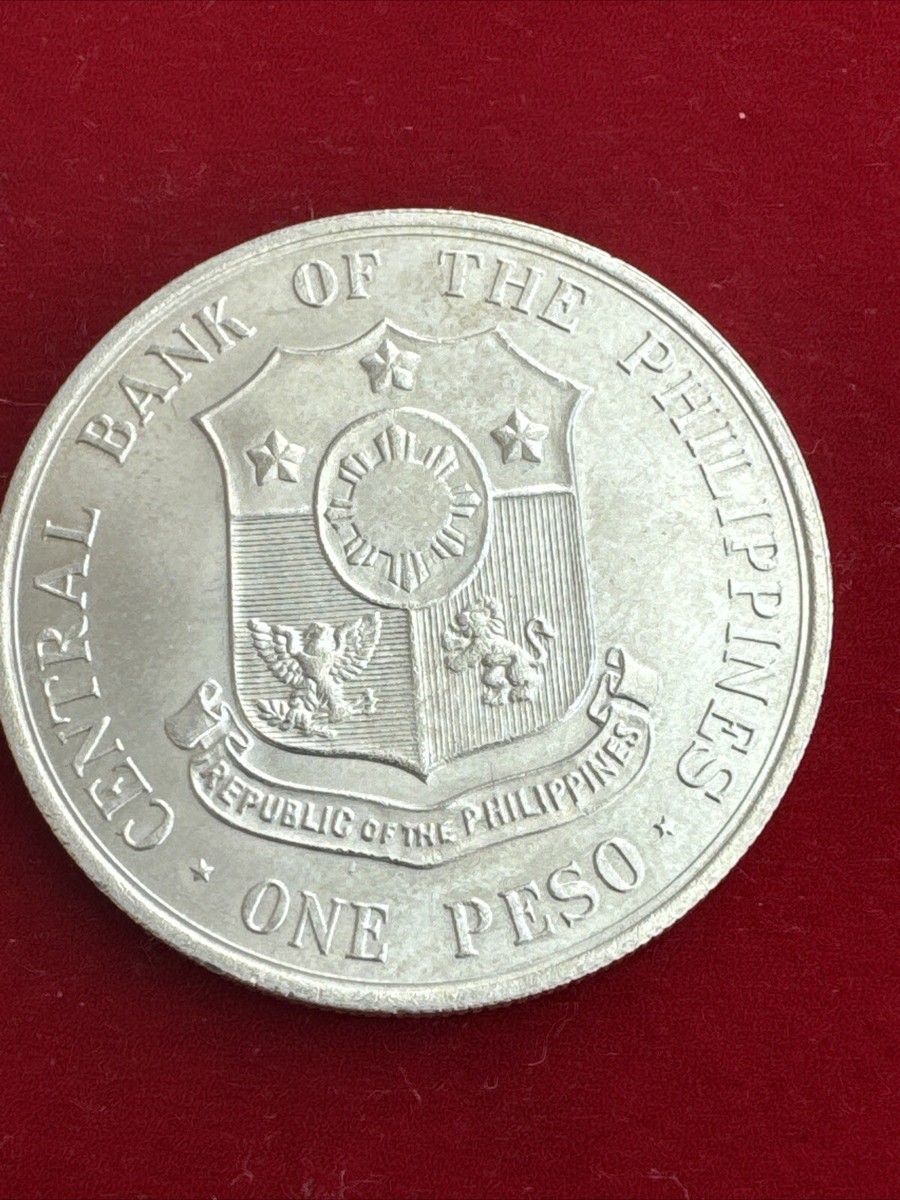 CENTRAL BANK OF THE PHILIPPINES
REPUBLIC OF THE PHILIPPINES
ONE PESO